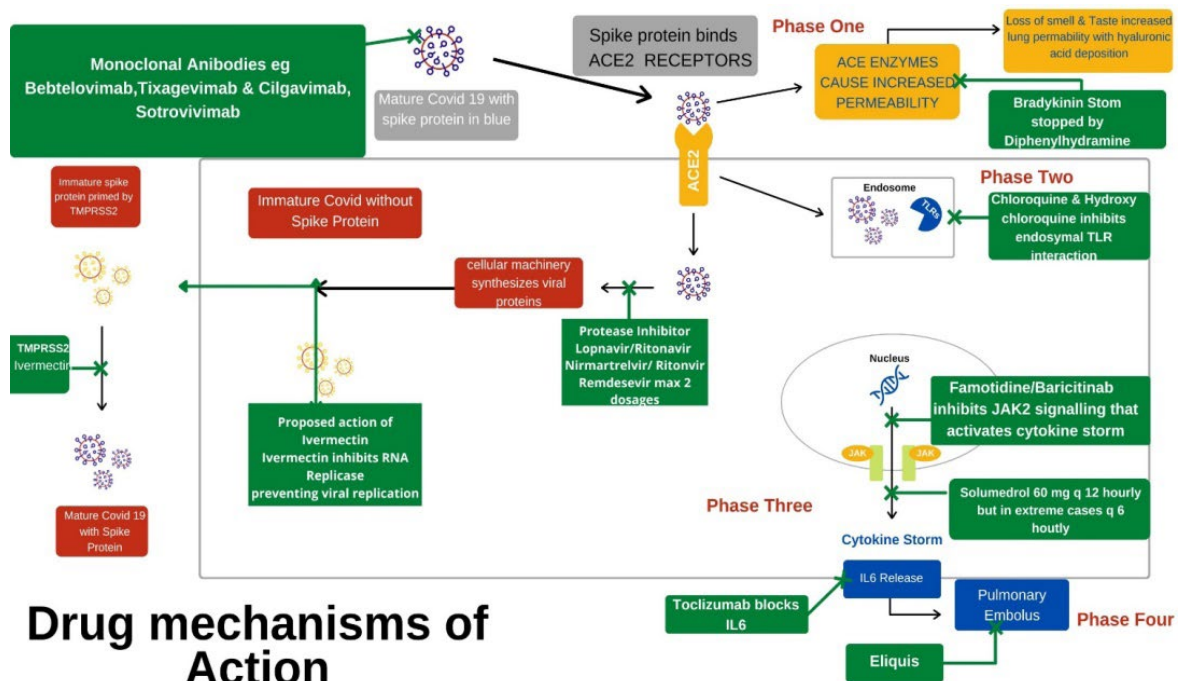 Monoclonal Anibodies eg
Bebtelovimab,Tixagevimab & Cilgavimab,
Sotrovivimab
Mature Covid 19 with
spike protein in blue
Spike protein binds
ACE2 RECEPTORS
Phase One
ACE ENZYMES
CAUSE INCREASED
PERMEABILITY
Loss of smell & Taste increased
lung permability with hyaluronic
acid deposition
Bradykinin Stom
stopped by
Diphenylhydramine
ACE2
Immature spike
protein primed by
TMPRSS2
Immature Covid without
Spike Protein
Endosome
TLRs
Phase Two
Chloroquine & Hydroxy
chloroquine inhibits
endosymal TLR
interaction
cellular machinery
synthesizes viral
proteins
Protease Inhibitor
Lopnavir/Ritonavir
Nirmartrelvir/ Ritonvir
Remdesevir max 2
dosages
TMPRSS2
Ivermectin
Proposed action of
Ivermectin
Ivermectin inhibits RNA
Replicase
preventing viral replication
Nucleus
Famotidine/Baricitinab
inhibits JAK2 signalling that
activates cytokine storm
JAK
JAK
Mature Covid 19
with Spike
Protein
Phase Three
Solumedrol 60 mg q 12 hourly
but in extreme cases q 6
houtly
Cytokine Storm
IL6 Release
Toclizumab blocks
IL6
Pulmonary
Embolus
Phase Four
Eliquis
Drug mechanisms of
Action